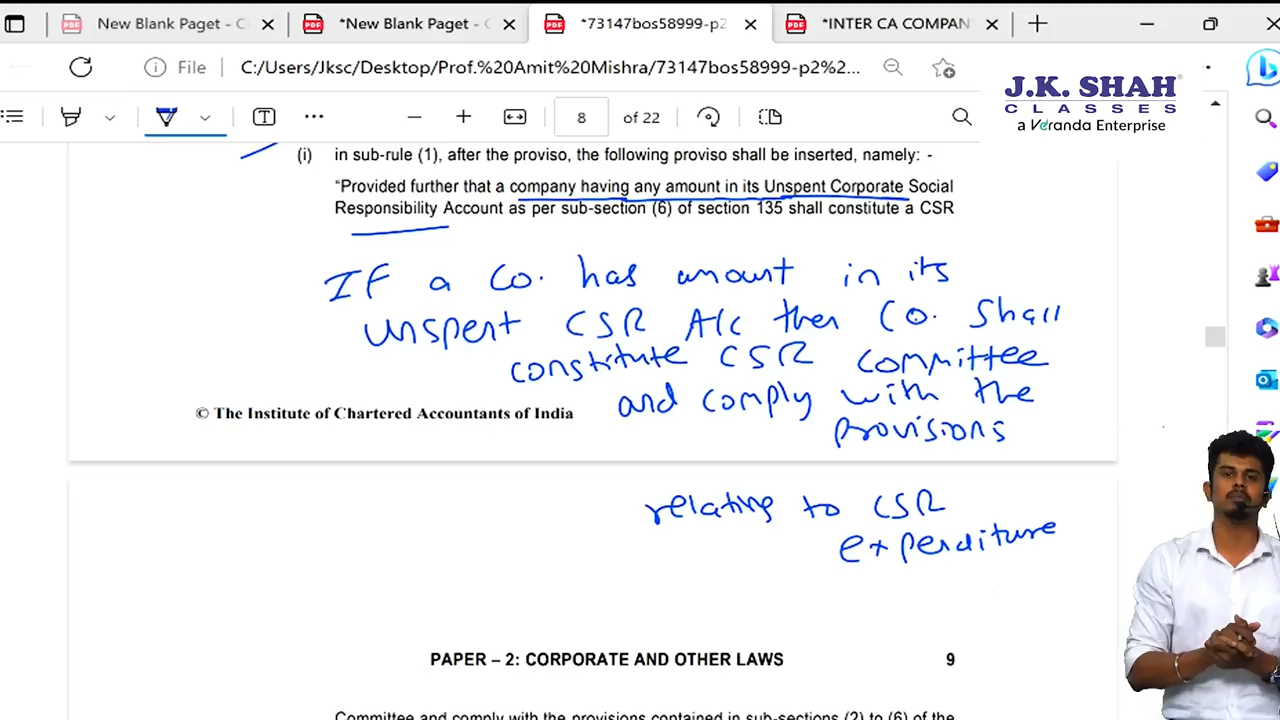 New Blank Paget - C
*New Blank Paget - C
*73147bos58999-p2
*INTER CA COMPAN
File
C:/Users/Jksc/Desktop/Prof.%20Amit%20Mishra/73147bos58999-p2%2...
8 of 22
J.K. SHAH®
CLASSES
a Veranda Enterprise
(i) in sub-rule (1), after the proviso, the following proviso shall be inserted, namely: -
"Provided further that a company having any amount in its Unspent Corporate Social
Responsibility Account as per sub-section (6) of section 135 shall constitute a CSR
IF a Co. has amount in its
unspent CSR A/c then Co. Shall
constitute CSR committee
and comply with the
provisions
© The Institute of Chartered Accountants of India
relating to CSR
expenditure
PAPER – 2: CORPORATE AND OTHER LAWS 9
Committee and comply with the provisions contained in sub-sections (2) to (6) of the